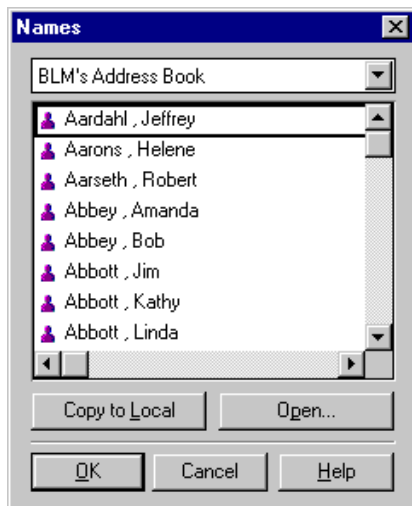 Names
BLM's Address Book
Aardahl , Jeffrey
Aarons , Helene
Aarseth , Robert
Abbey , Amanda
Abbey , Bob
Abbott , Jim
Abbott , Kathy
Abbott , Linda
Copy to Local Open...
OK Cancel Help